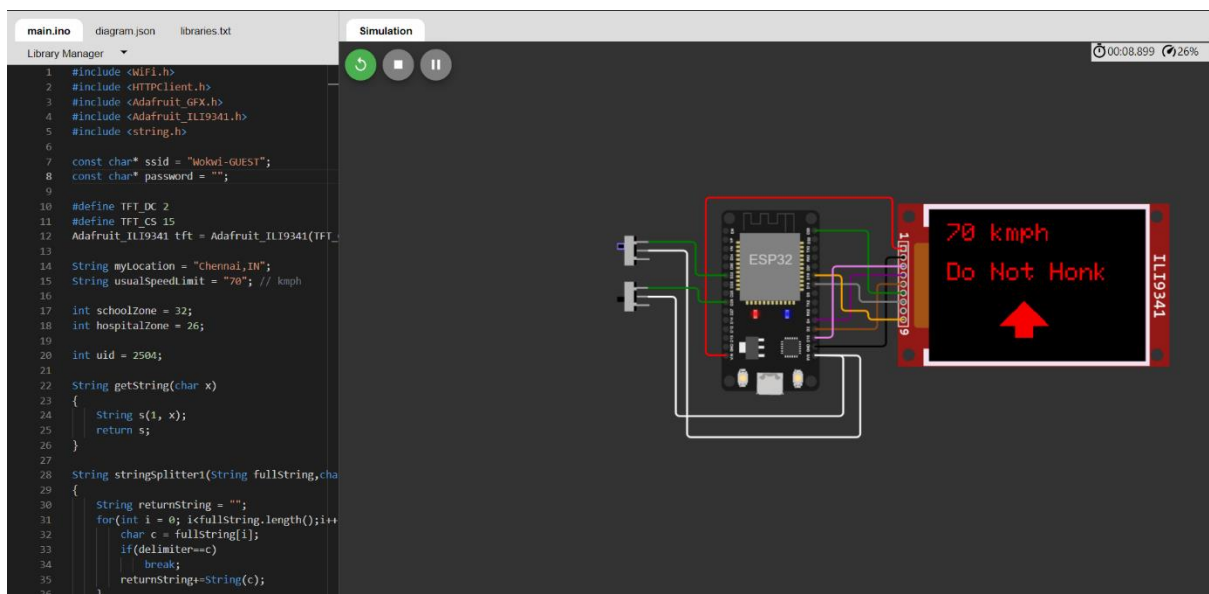 main.ino diagram.json libraries.txt
Library Manager
1 #include <WiFi.h>
2 #include <HTTPClient.h>
3 #include <Adafruit_GFX.h>
4 #include <Adafruit_ILI9341.h>
5 #include <string.h>
6
7 const char* ssid = "Wokwi-GUEST";
8 const char* password = "";
9
10 #define TFT_DC 2
11 #define TFT_CS 15
12 Adafruit_ILI9341 tft = Adafruit_ILI9341(TFT_
13
14 String myLocation = "Chennai,IN";
15 String usualSpeedLimit = "70"; // kmph
16
17 int schoolZone = 32;
18 int hospitalZone = 26;
19
20 int uid = 2504;
21
22 String getString(char x)
23 {
24 String s(1, x);
25 return s;
26 }
27
28 String stringSplitter1(String fullString,cha
29 {
30 String returnString = "";
31 for(int i = 0; i<fullString.length();i++
32 char c = fullString[i];
33 if(delimiter==c)
34 break;
35 returnString+=String(c);
Simulation
00:08.899 26%
ESP32
1
70 kmph
Do Not Honk
9
ILI9341